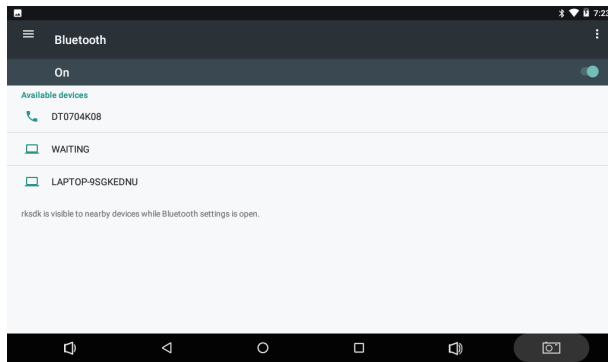 7:23
Bluetooth
On
Available devices
DT0704K08
WAITING
LAPTOP-9SGKEDNU
rksdk is visible to nearby devices while Bluetooth settings is open.